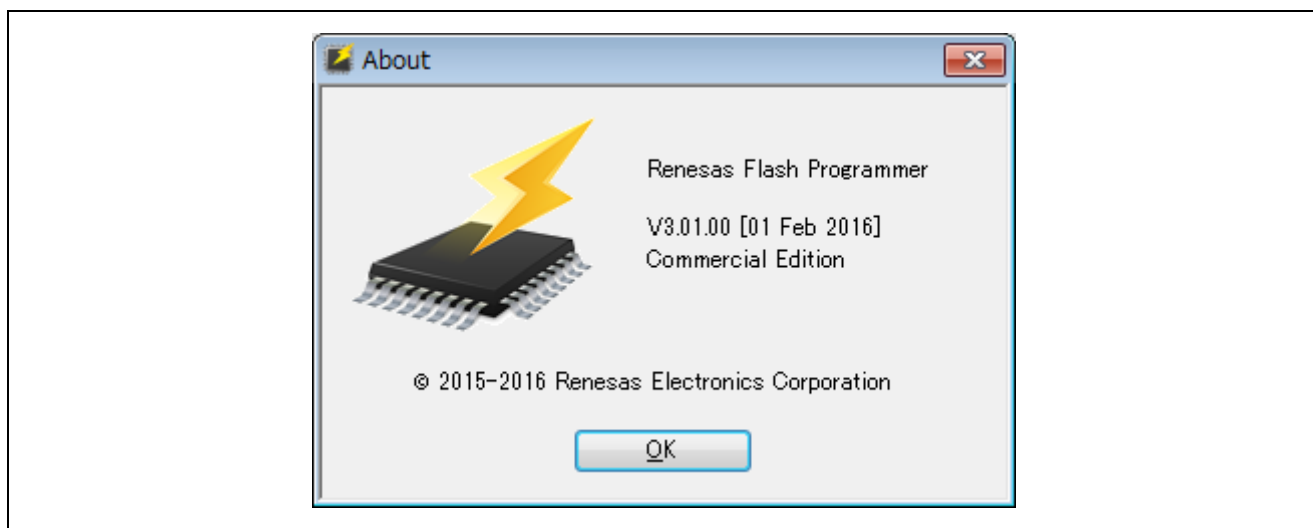 About
Renesas Flash Programmer
V3.01.00 [01 Feb 2016]
Commercial Edition
© 2015-2016 Renesas Electronics Corporation
OK